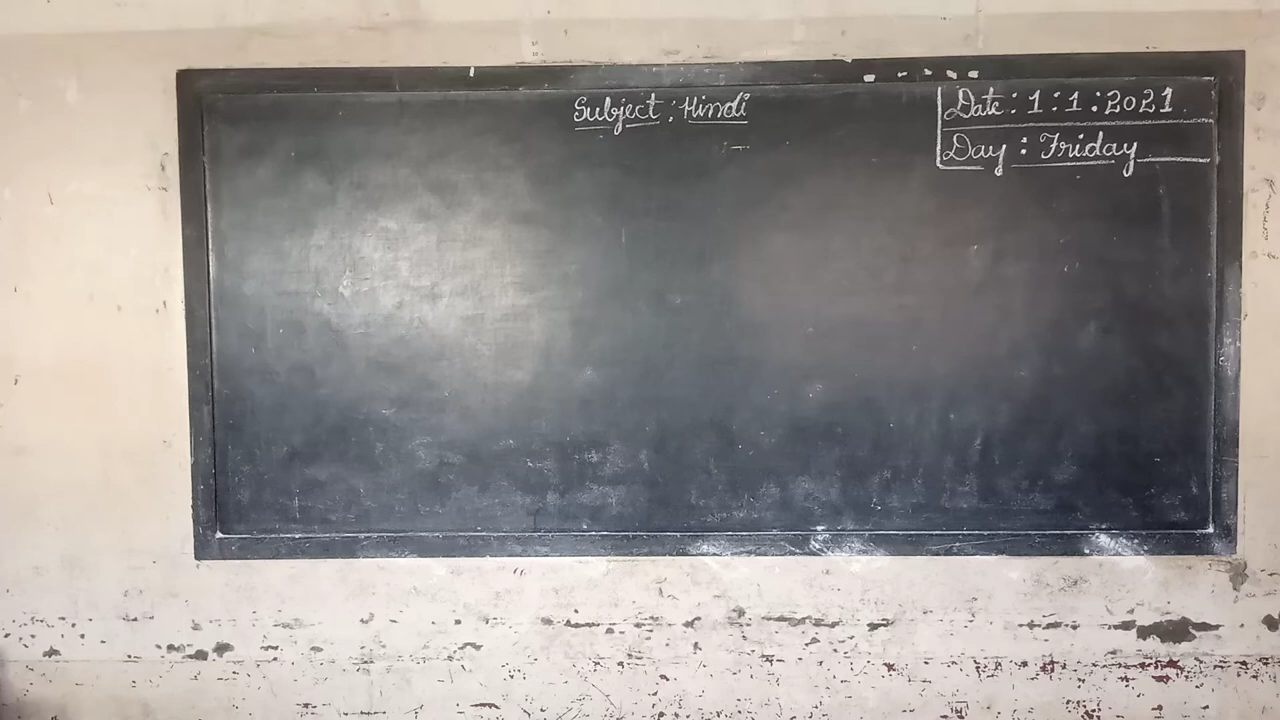 Subject : Hindi
Date : 1 : 1 : 2021
Day : Friday